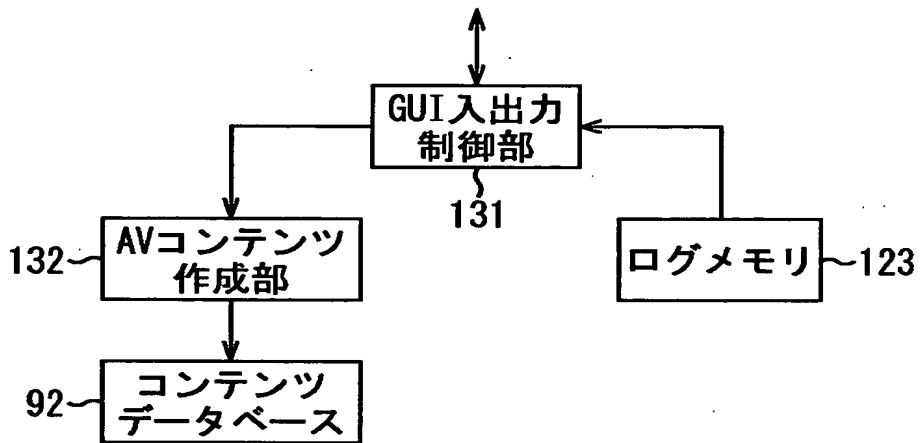 GUI入出力
制御部
131
132
AVコンテンツ
作成部
ログメモリ
123
92
コンテンツ
データベース